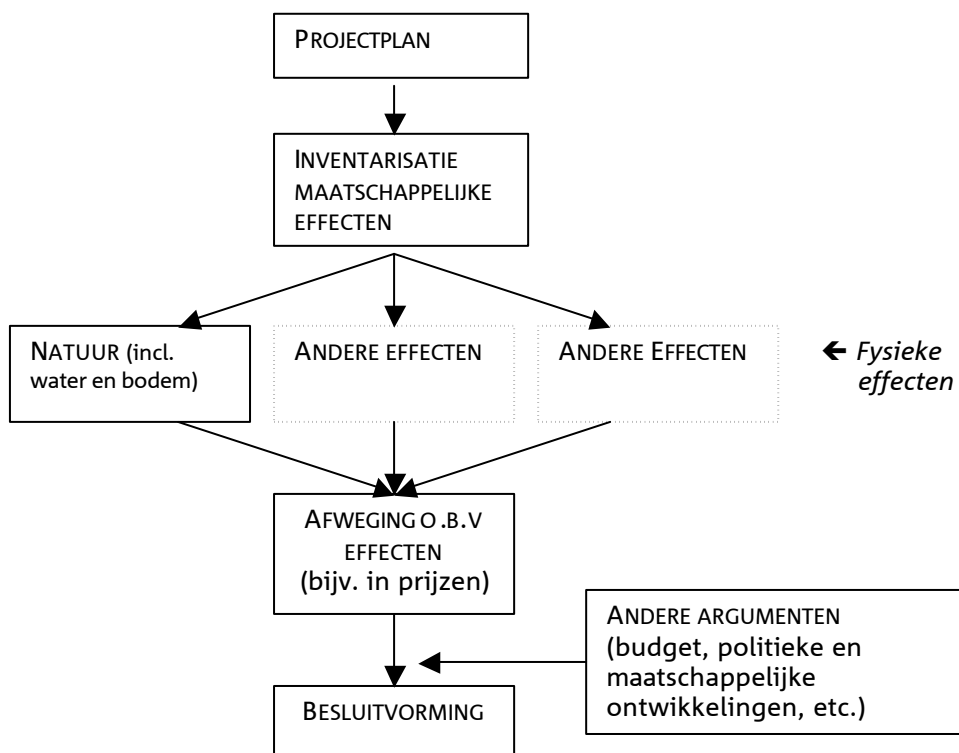 PROJECTPLAN
INVENTARISATIE
MAATSCHAPPELIJKE
EFFECTEN
NATUUR (incl.
water en bodem)
ANDERE EFFECTEN
ANDERE EFFECTEN
← Fysieke
effecten
AFWEGING O.B.V
EFFECTEN
(bijv. in prijzen)
ANDERE ARGUMENTEN
(budget, politieke en
maatschappelijke
ontwikkelingen, etc.)
BESLUITVORMING